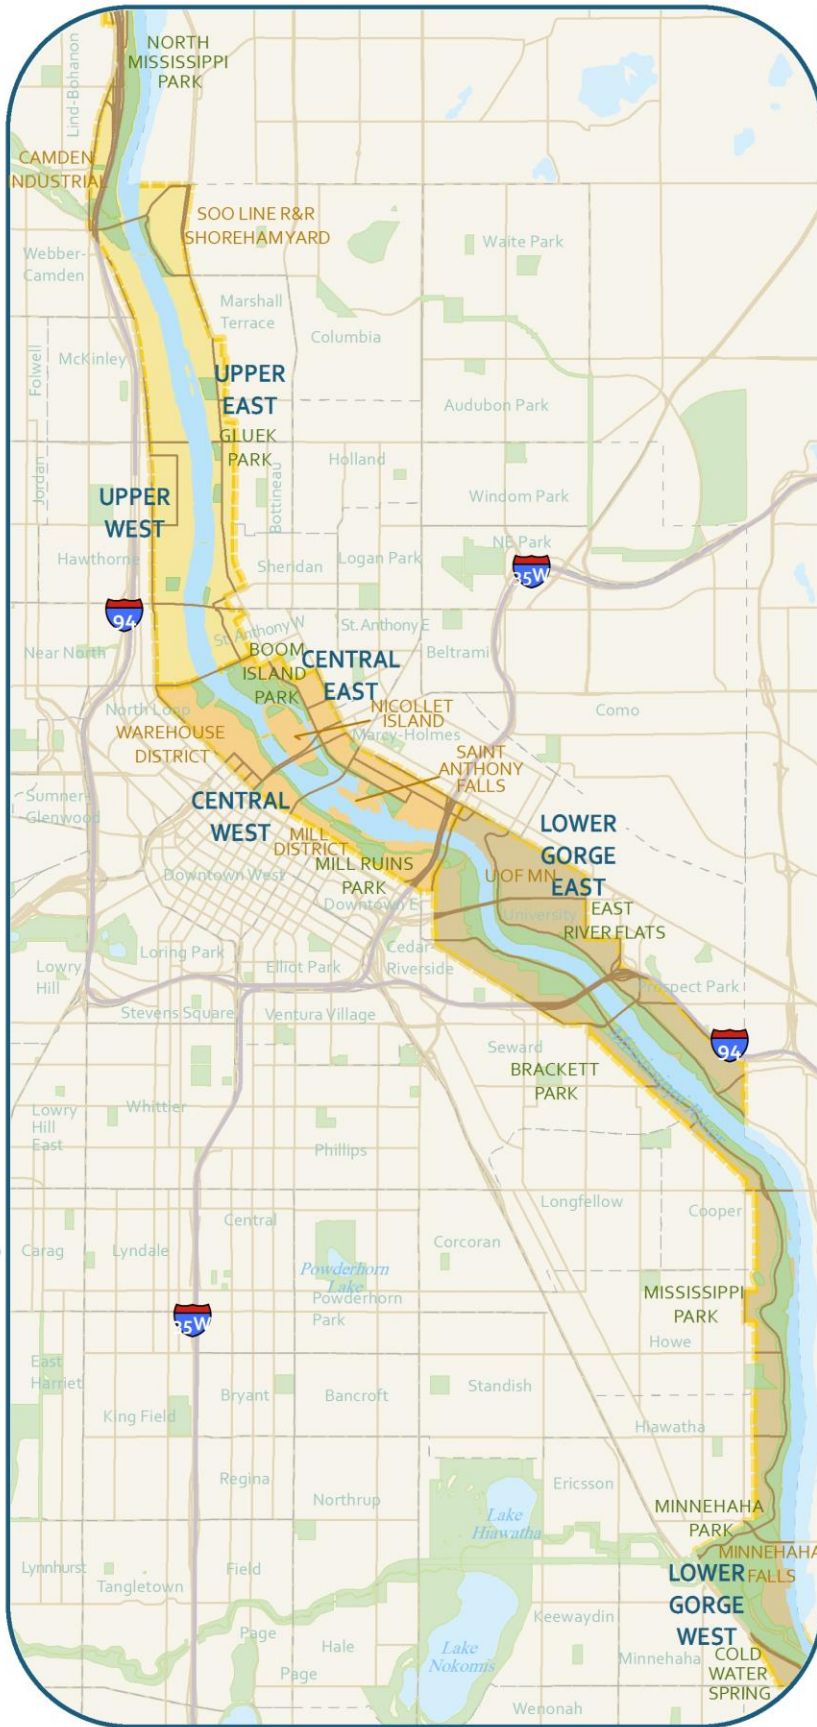 NORTH
MISSISSIPPI
PARK
Lind-Bohanon
CAMDEN
INDUSTRIAL
SOO LINE R&R
SHOREHAM YARD
Waite Park
Webber-
Camden
Marshall
Terrace
Columbia
Folwell
McKinley
UPPER
EAST
GLUEK
PARK
Audubon Park
Holland
Jordan
Bottineau
UPPER
WEST
Windom Park
Hawthorne
Sheridan
Logan Park
NE Park
35W
94
St. Anthony W
St. Anthony E
Near North
BOOM
ISLAND
PARK
CENTRAL
EAST
Beltrami
North Loop
NICOLLET
ISLAND
Como
WAREHOUSE
DISTRICT
Marcy-Holmes
SAINT
ANTHONY
FALLS
Sumner-
Glenwood
CENTRAL
WEST
MILL
DISTRICT
LOWER
GORGE
EAST
MILL RUINS
PARK
U OF MN
Downtown West
Downtown E
University
EAST
RIVER FLATS
Loring Park
Cedar-
Riverside
Lowry
Hill
Elliot Park
Prospect Park
Stevens Square
Ventura Village
Mississippi River
94
Seward
BRACKETT
PARK
Lowry
Hill
East
Whittier
Phillips
Longfellow
Cooper
Central
Carag
Lyndale
Corcoran
Powderhorn
Lake
Powderhorn
Park
MISSISSIPPI
PARK
35W
Howe
East
Harriet
Bryant
Bancroft
Standish
King Field
Hiawatha
Regina
Ericsson
Northrup
Lake
Hiawatha
MINNEHAHA
PARK
MINNEHAHA
FALLS
Lynnhurst
Field
Tangletown
LOWER
GORGE
WEST
Keewaydin
Page
Hale
Lake
Nokomis
Minnehaha
Page
COLD
WATER
SPRING
Wenonah